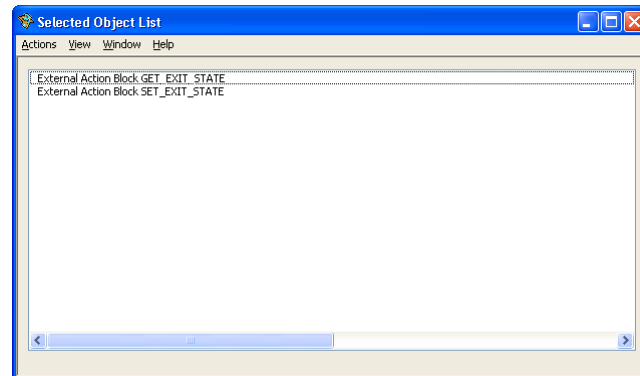 Selected Object List
Actions View Window Help
External Action Block GET_EXIT_STATE
External Action Block SET_EXIT_STATE